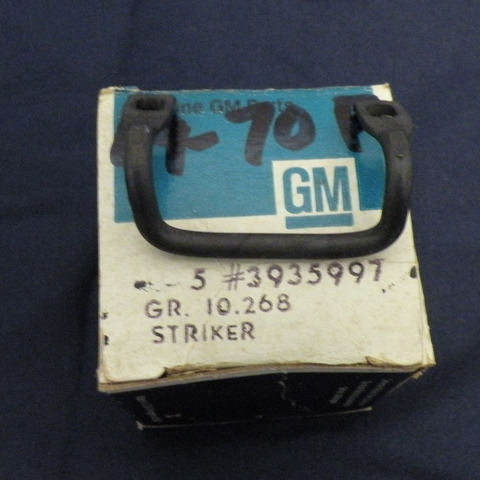 ine GM Parts
70
GM
5 #3935997
GR. 10.268
STRIKER